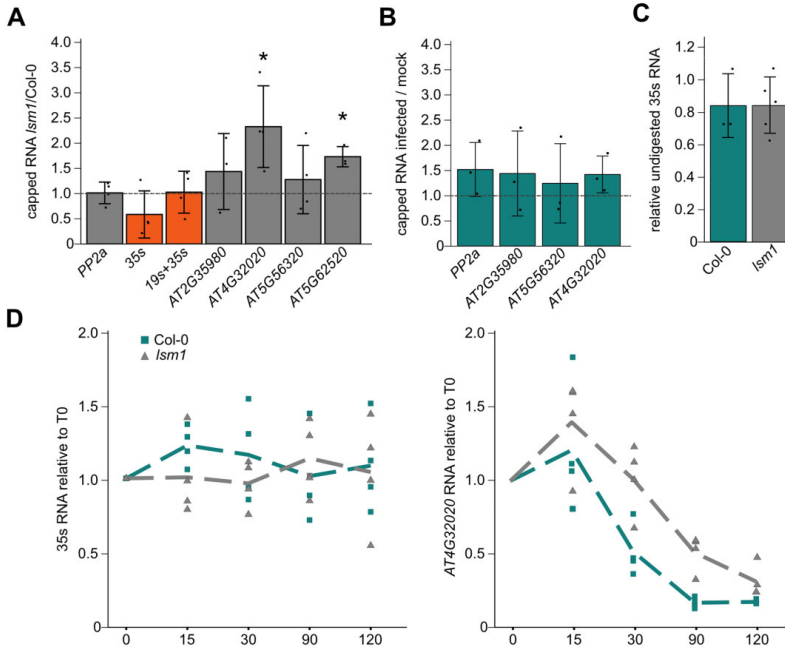 A
capped RNA lsm1/Col-0
4.0
3.5
3.0
2.5
2.0
1.5
1.0
0.5
0
*
*
PP2a
35s
19s+35s
AT2G35980
AT4G32020
AT5G56320
AT5G62520
B
capped RNA infected / mock
4.0
3.5
3.0
2.5
2.0
1.5
1.0
0.5
0
PP2a
AT2G35980
AT5G56320
AT4G32020
C
relative undigested 35s RNA
1.2
1.0
0.8
0.6
0.4
0.2
0
Col-0
lsm1
D
35s RNA relative to T0
2.0
1.5
1.0
0.5
0
Col-0
lsm1
0 15 30 90 120
AT4G32020 RNA relative to T0
2.0
1.5
1.0
0.5
0
0 15 30 90 120